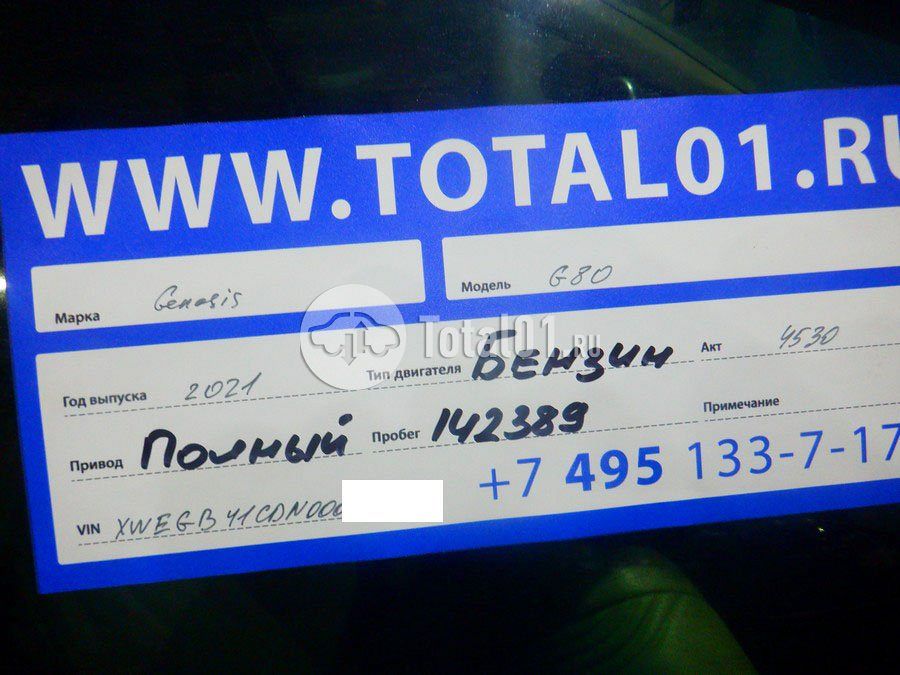 WWW.TOTAL01.RU
Марка Genesis Модель G80
Total01.ru
Год выпуска 2021 Тип двигателя Бензин Акт 4530
Привод Полный Пробег 142389 Примечание
+7 495 133-7-17
VIN XWEGB41CDN000